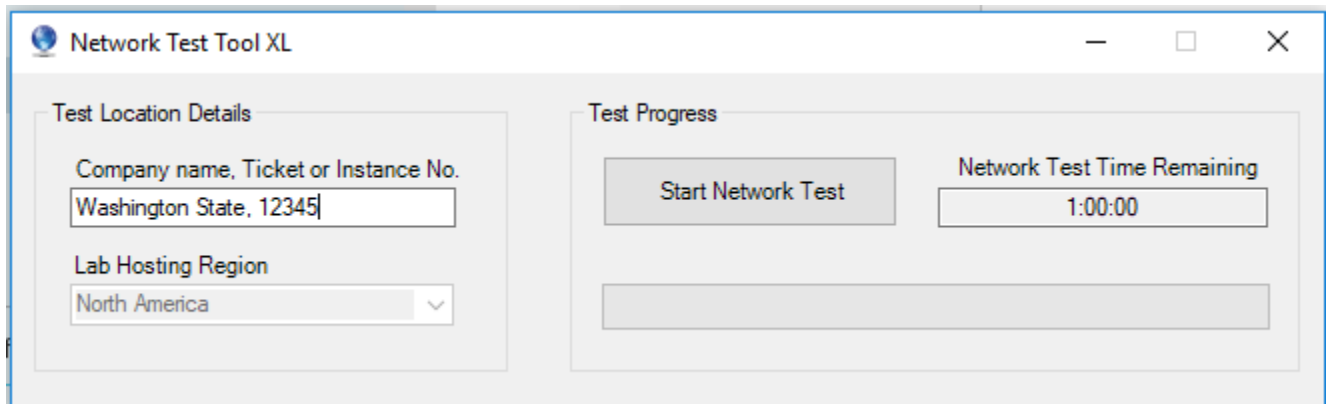 Network Test Tool XL
Test Location Details
Company name, Ticket or Instance No.
Washington State, 12345
Lab Hosting Region
North America
Test Progress
Start Network Test
Network Test Time Remaining
1:00:00